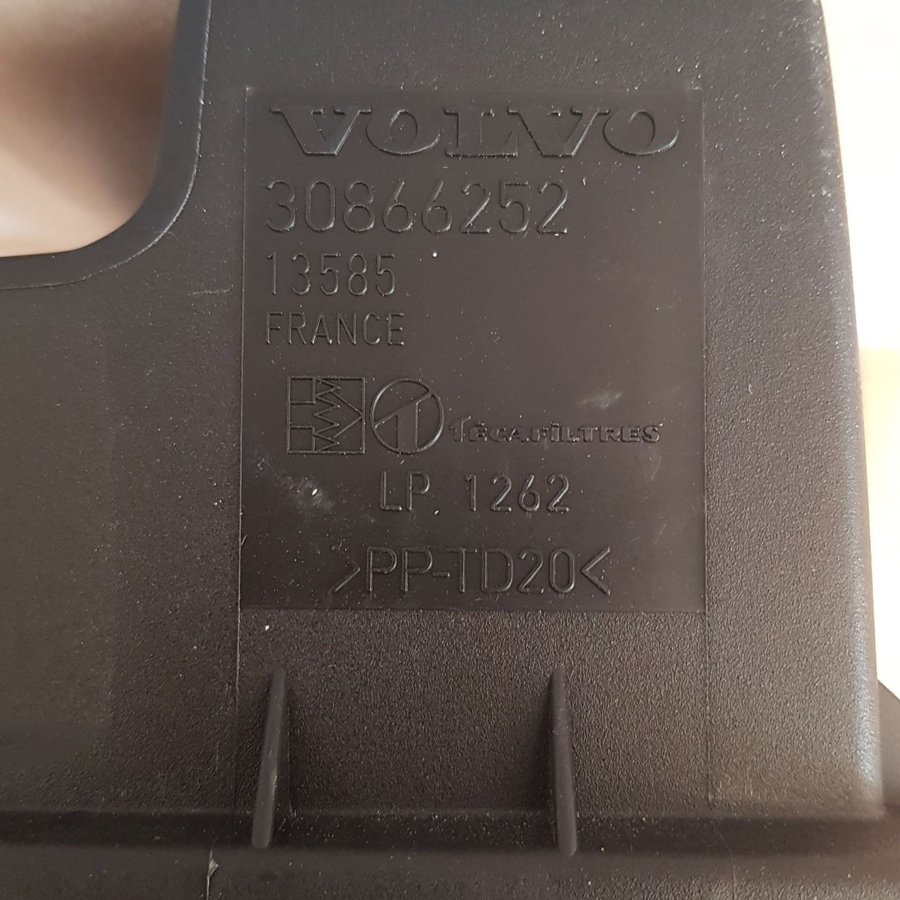 VOLVO
30866252
13585
FRANCE
TECAFILTRES
LP 1262
>PP-TD20<